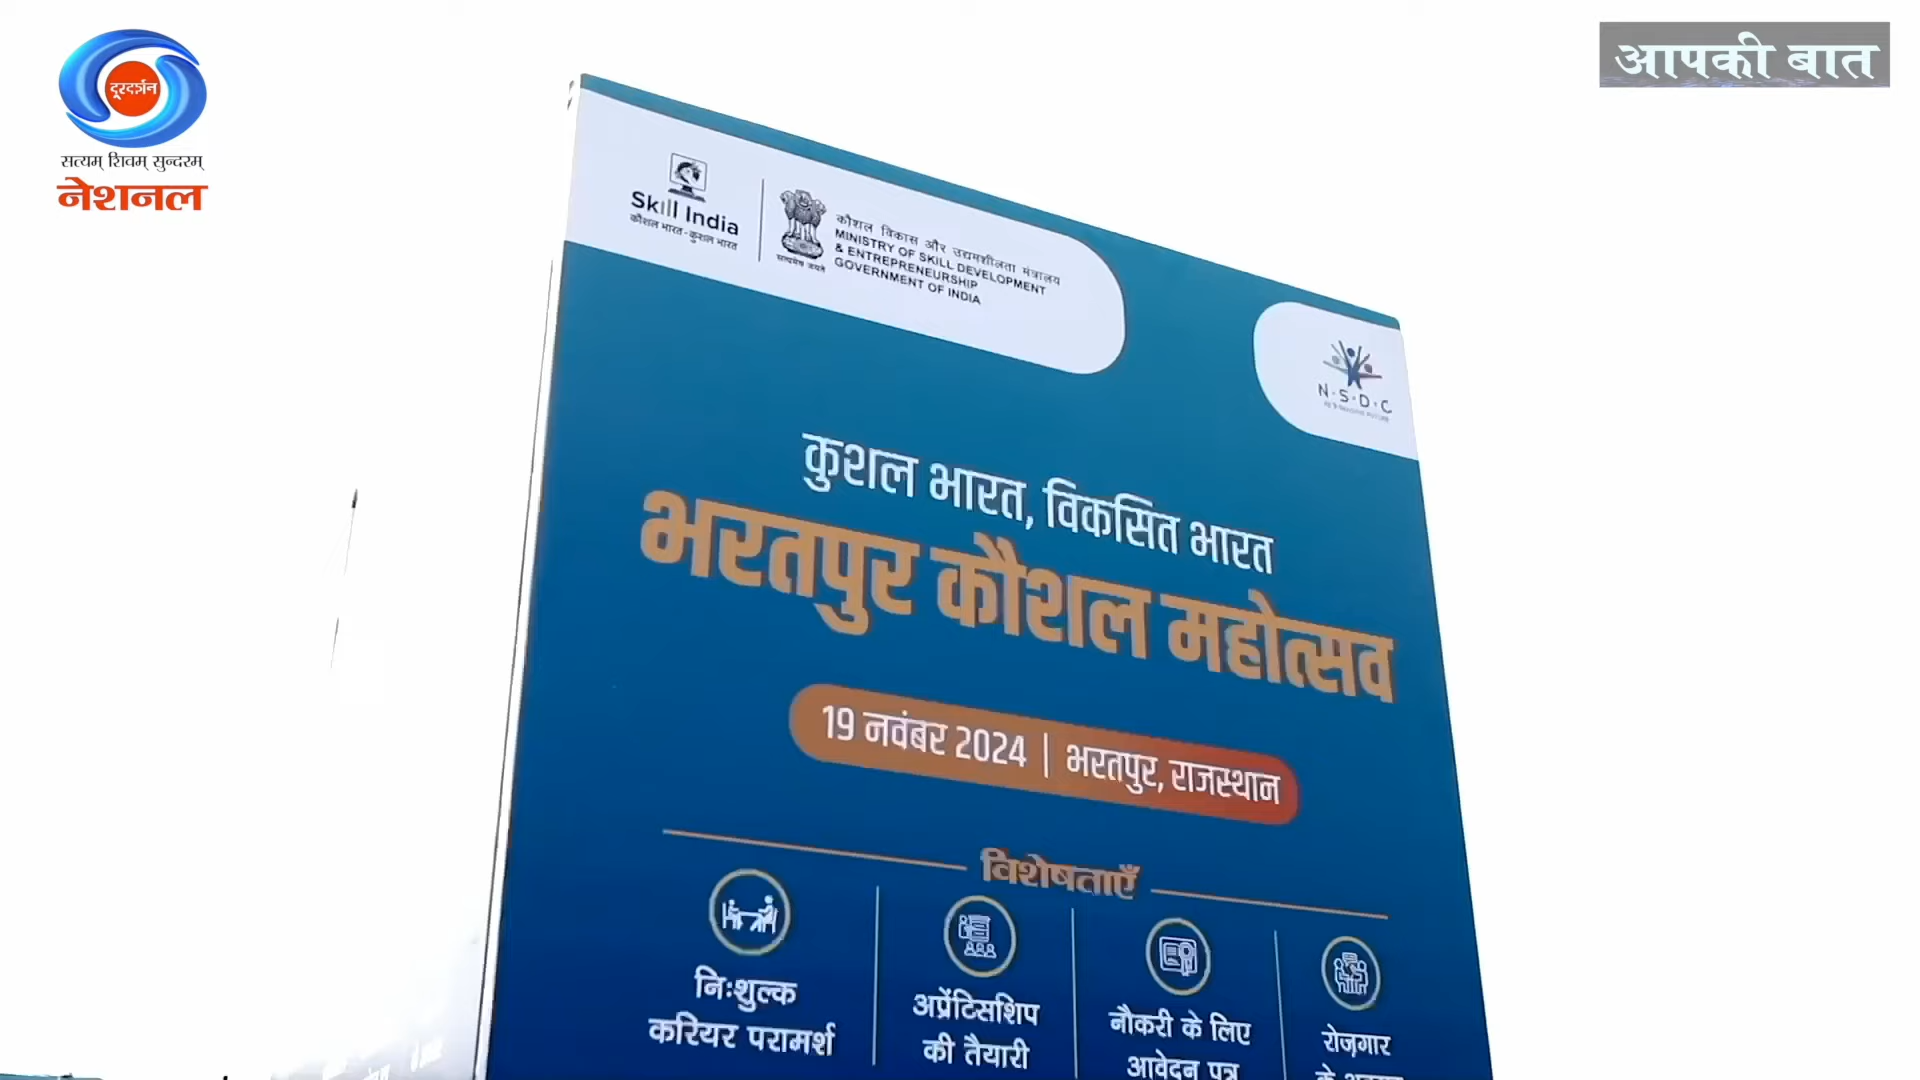 दूरदर्शन
सत्यम् शिवम् सुन्दरम्
नेशनल
आपकी बात
Skill India
कौशल भारत - कुशल भारत
सत्यमेव जयते
कौशल विकास और उद्यमशीलता मंत्रालय
MINISTRY OF SKILL DEVELOPMENT
& ENTREPRENEURSHIP
GOVERNMENT OF INDIA
N·S·D·C
कुशल भारत, विकसित भारत
भरतपुर कौशल महोत्सव
19 नवंबर 2024 | भरतपुर, राजस्थान
विशेषताएँ
निःशुल्क
करियर परामर्श
अप्रेंटिसशिप
की तैयारी
नौकरी के लिए
आवेदन पत्र
रोज़गार